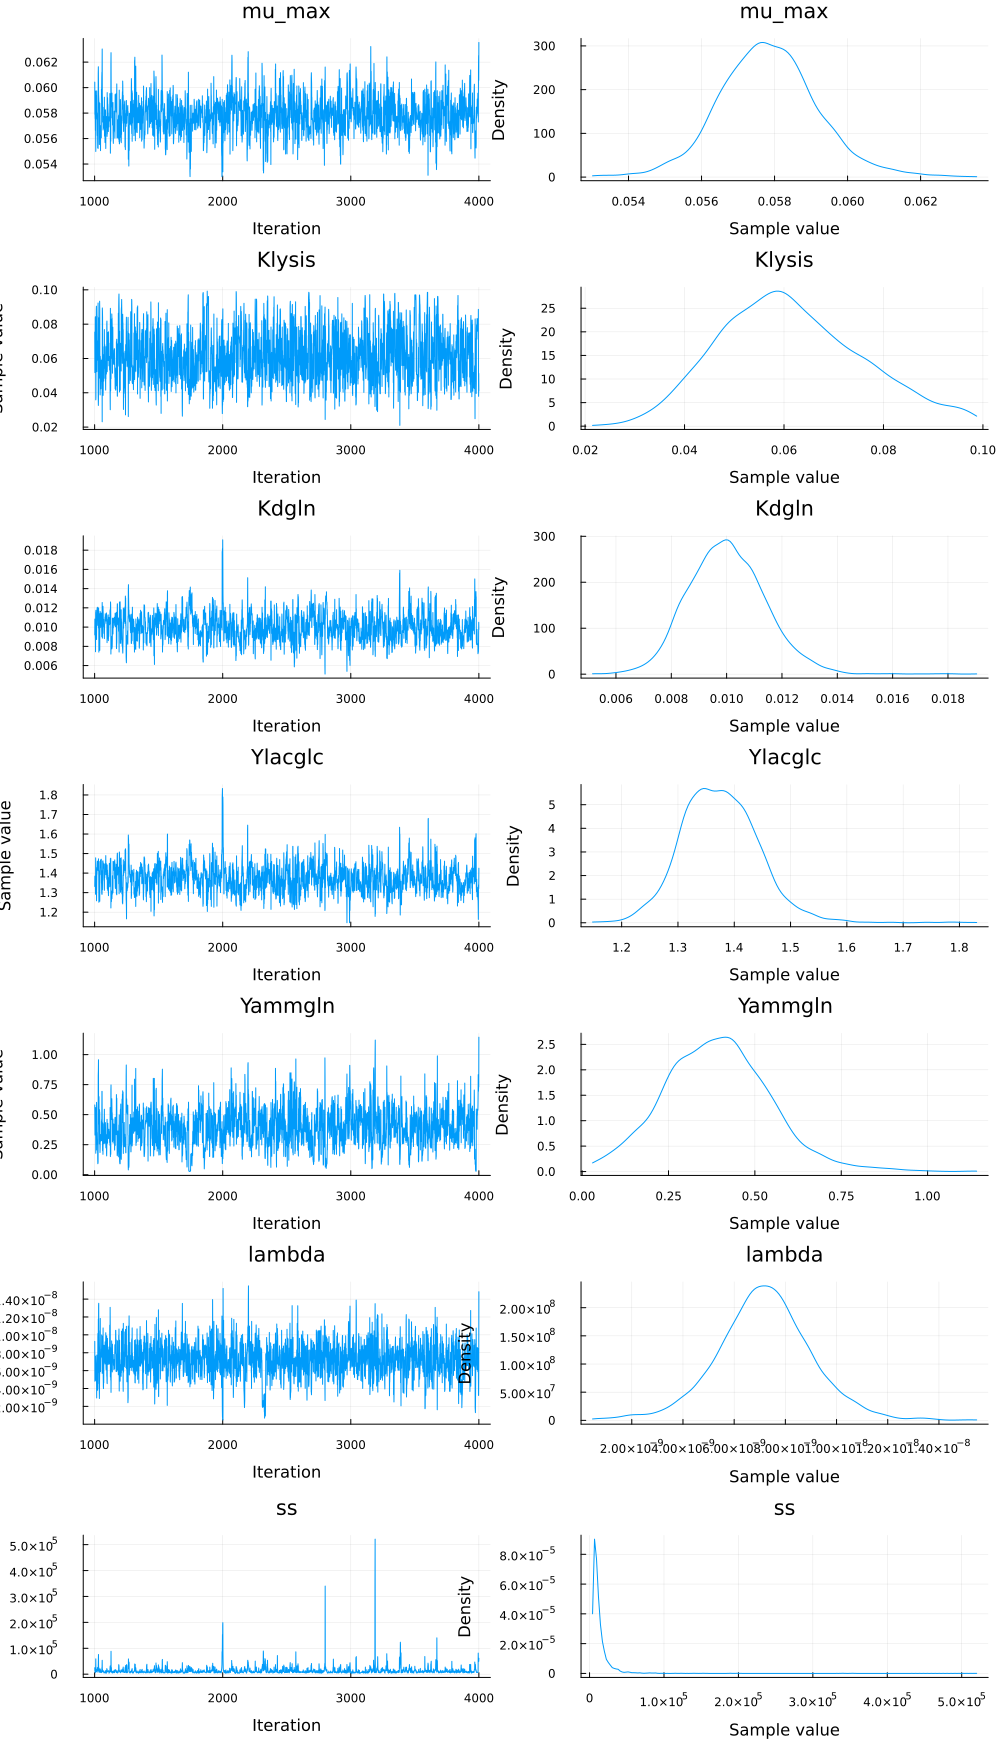 mu_max mu_max
0.062
0.060
0.058
0.056
0.054
1000 2000 3000 4000
Iteration
Density
300
200
100
0
0.054 0.056 0.058 0.060 0.062
Sample value
Klysis Klysis
0.10
0.08
0.06
0.04
0.02
1000 2000 3000 4000
Iteration
Density
25
20
15
10
5
0
0.02 0.04 0.06 0.08 0.10
Sample value
Kdgln Kdgln
0.018
0.016
0.014
0.012
0.010
0.008
0.006
1000 2000 3000 4000
Iteration
Density
300
200
100
0
0.006 0.008 0.010 0.012 0.014 0.016 0.018
Sample value
Ylacglc Ylacglc
Sample value
1.8
1.7
1.6
1.5
1.4
1.3
1.2
1000 2000 3000 4000
Iteration
Density
5
4
3
2
1
0
1.2 1.3 1.4 1.5 1.6 1.7 1.8
Sample value
Yammgln Yammgln
1.00
0.75
0.50
0.25
0.00
1000 2000 3000 4000
Iteration
Density
2.5
2.0
1.5
1.0
0.5
0.0
0.00 0.25 0.50 0.75 1.00
Sample value
lambda lambda
1000 2000 3000 4000
Iteration
Density
2.00×10⁸
1.50×10⁸
1.00×10⁸
5.00×10⁷
0
Sample value
ss ss
5.0×10⁵
4.0×10⁵
3.0×10⁵
2.0×10⁵
1.0×10⁵
0
1000 2000 3000 4000
Iteration
Density
8.0×10⁻⁵
6.0×10⁻⁵
4.0×10⁻⁵
2.0×10⁻⁵
0
0 1.0×10⁵ 2.0×10⁵ 3.0×10⁵ 4.0×10⁵ 5.0×10⁵
Sample value